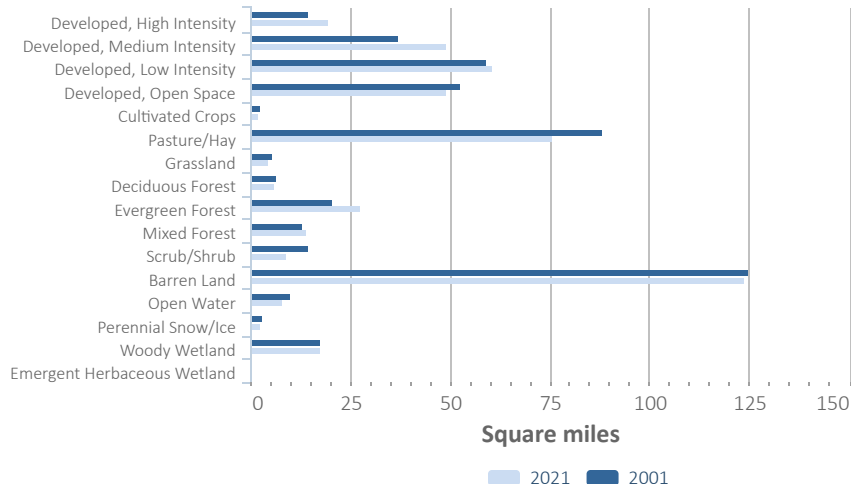 Developed, High Intensity
Developed, Medium Intensity
Developed, Low Intensity
Developed, Open Space
Cultivated Crops
Pasture/Hay
Grassland
Deciduous Forest
Evergreen Forest
Mixed Forest
Scrub/Shrub
Barren Land
Open Water
Perennial Snow/Ice
Woody Wetland
Emergent Herbaceous Wetland
0 25 50 75 100 125 150
Square miles
2021 2001